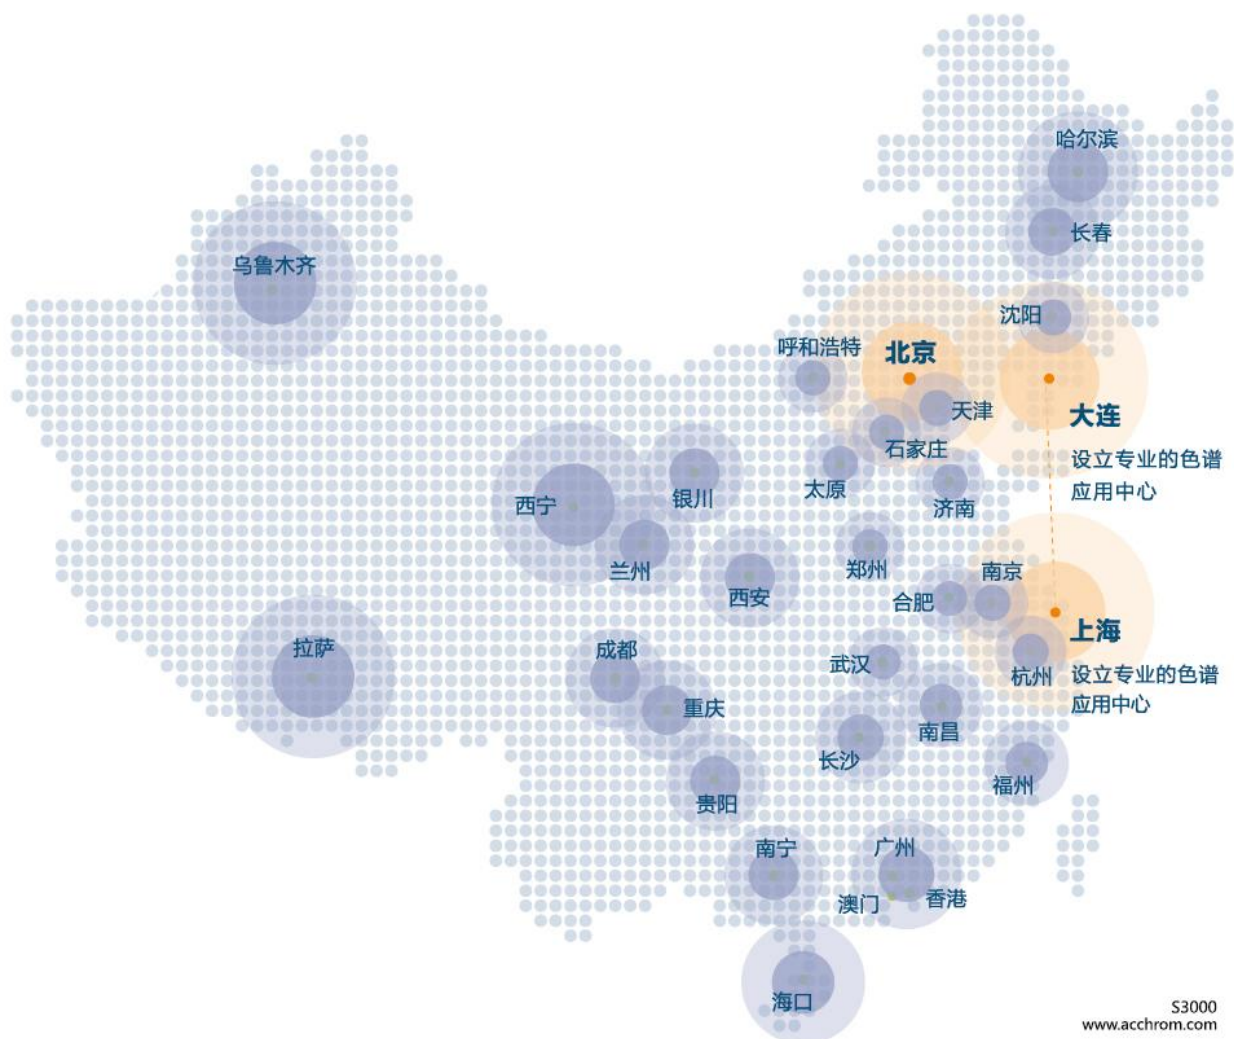 哈尔滨
长春
乌鲁木齐
沈阳
呼和浩特
北京
天津
大连
石家庄
设立专业的色谱
应用中心
太原
银川
西宁
济南
兰州
郑州
南京
西安
合肥
上海
拉萨
成都
武汉
杭州
设立专业的色谱
应用中心
重庆
南昌
长沙
福州
贵阳
南宁
广州
澳门
香港
海口
S3000
www.acchrom.com